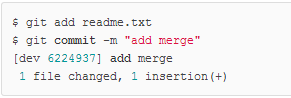 $ git add readme.txt
$ git commit -m "add merge"
[dev 6224937] add merge
1 file changed, 1 insertion(+)